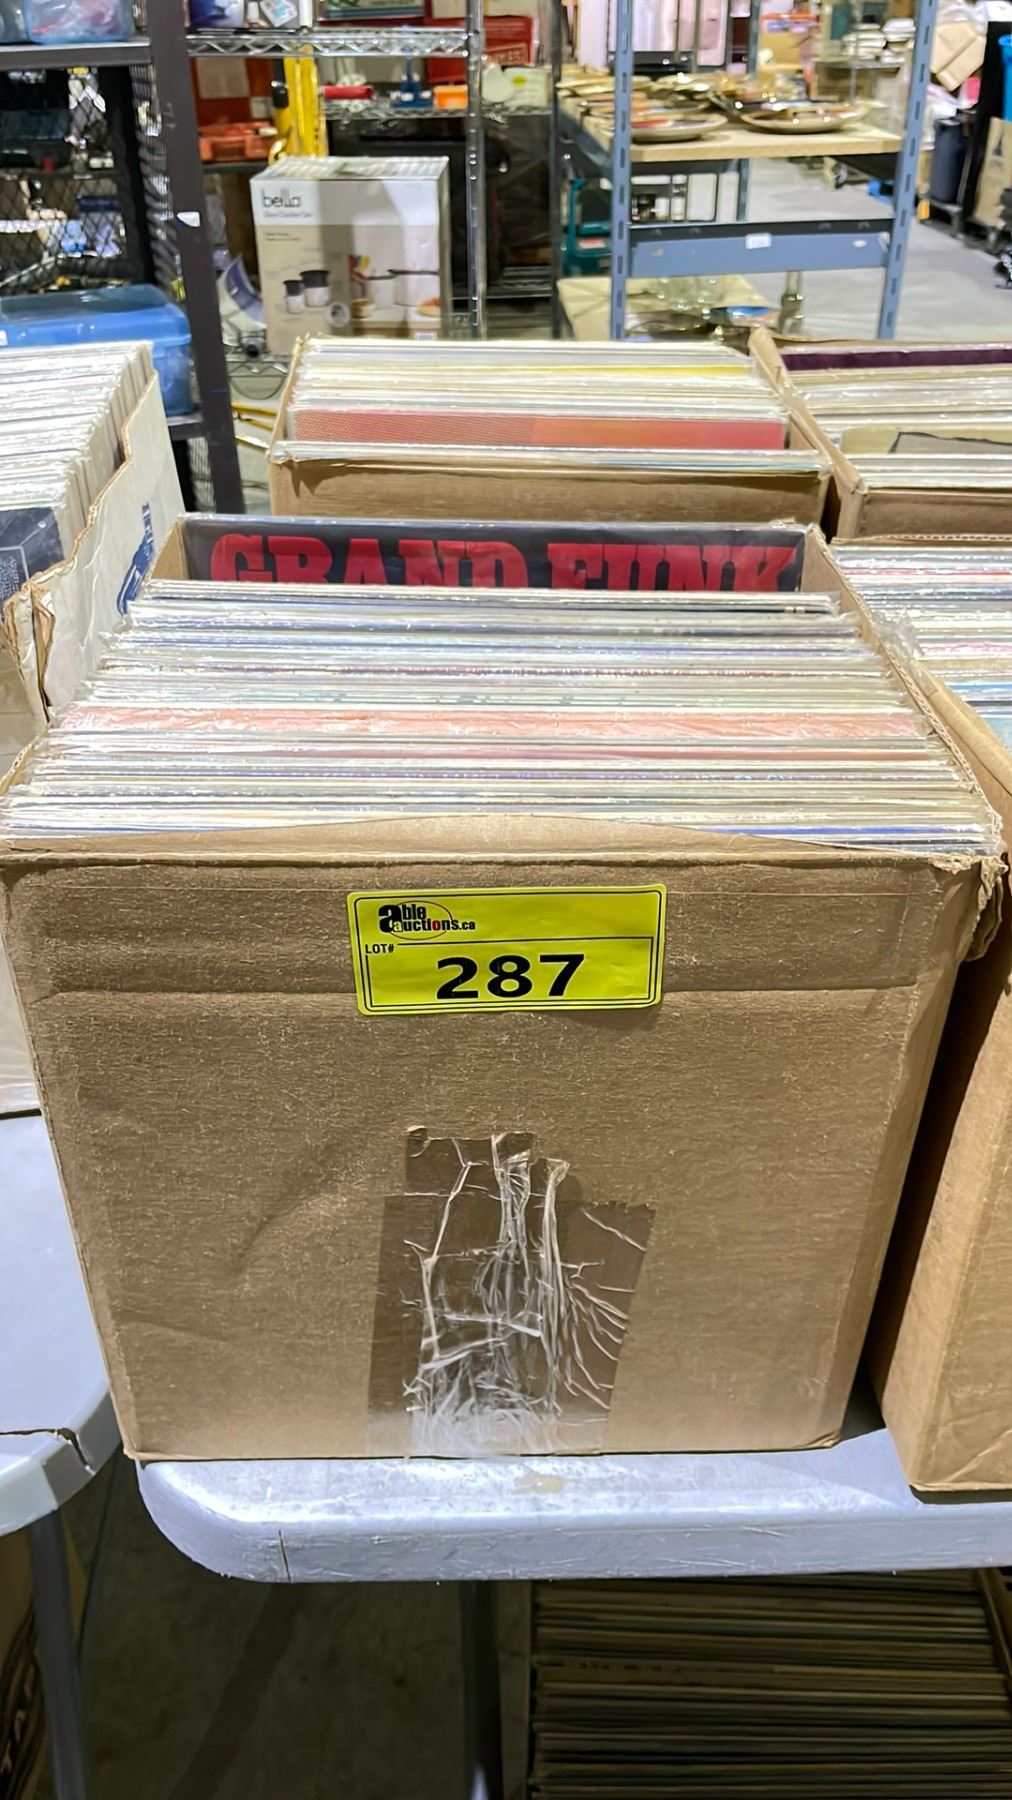 bella
GRAND FUNK
able
auctions.ca
LOT#
287